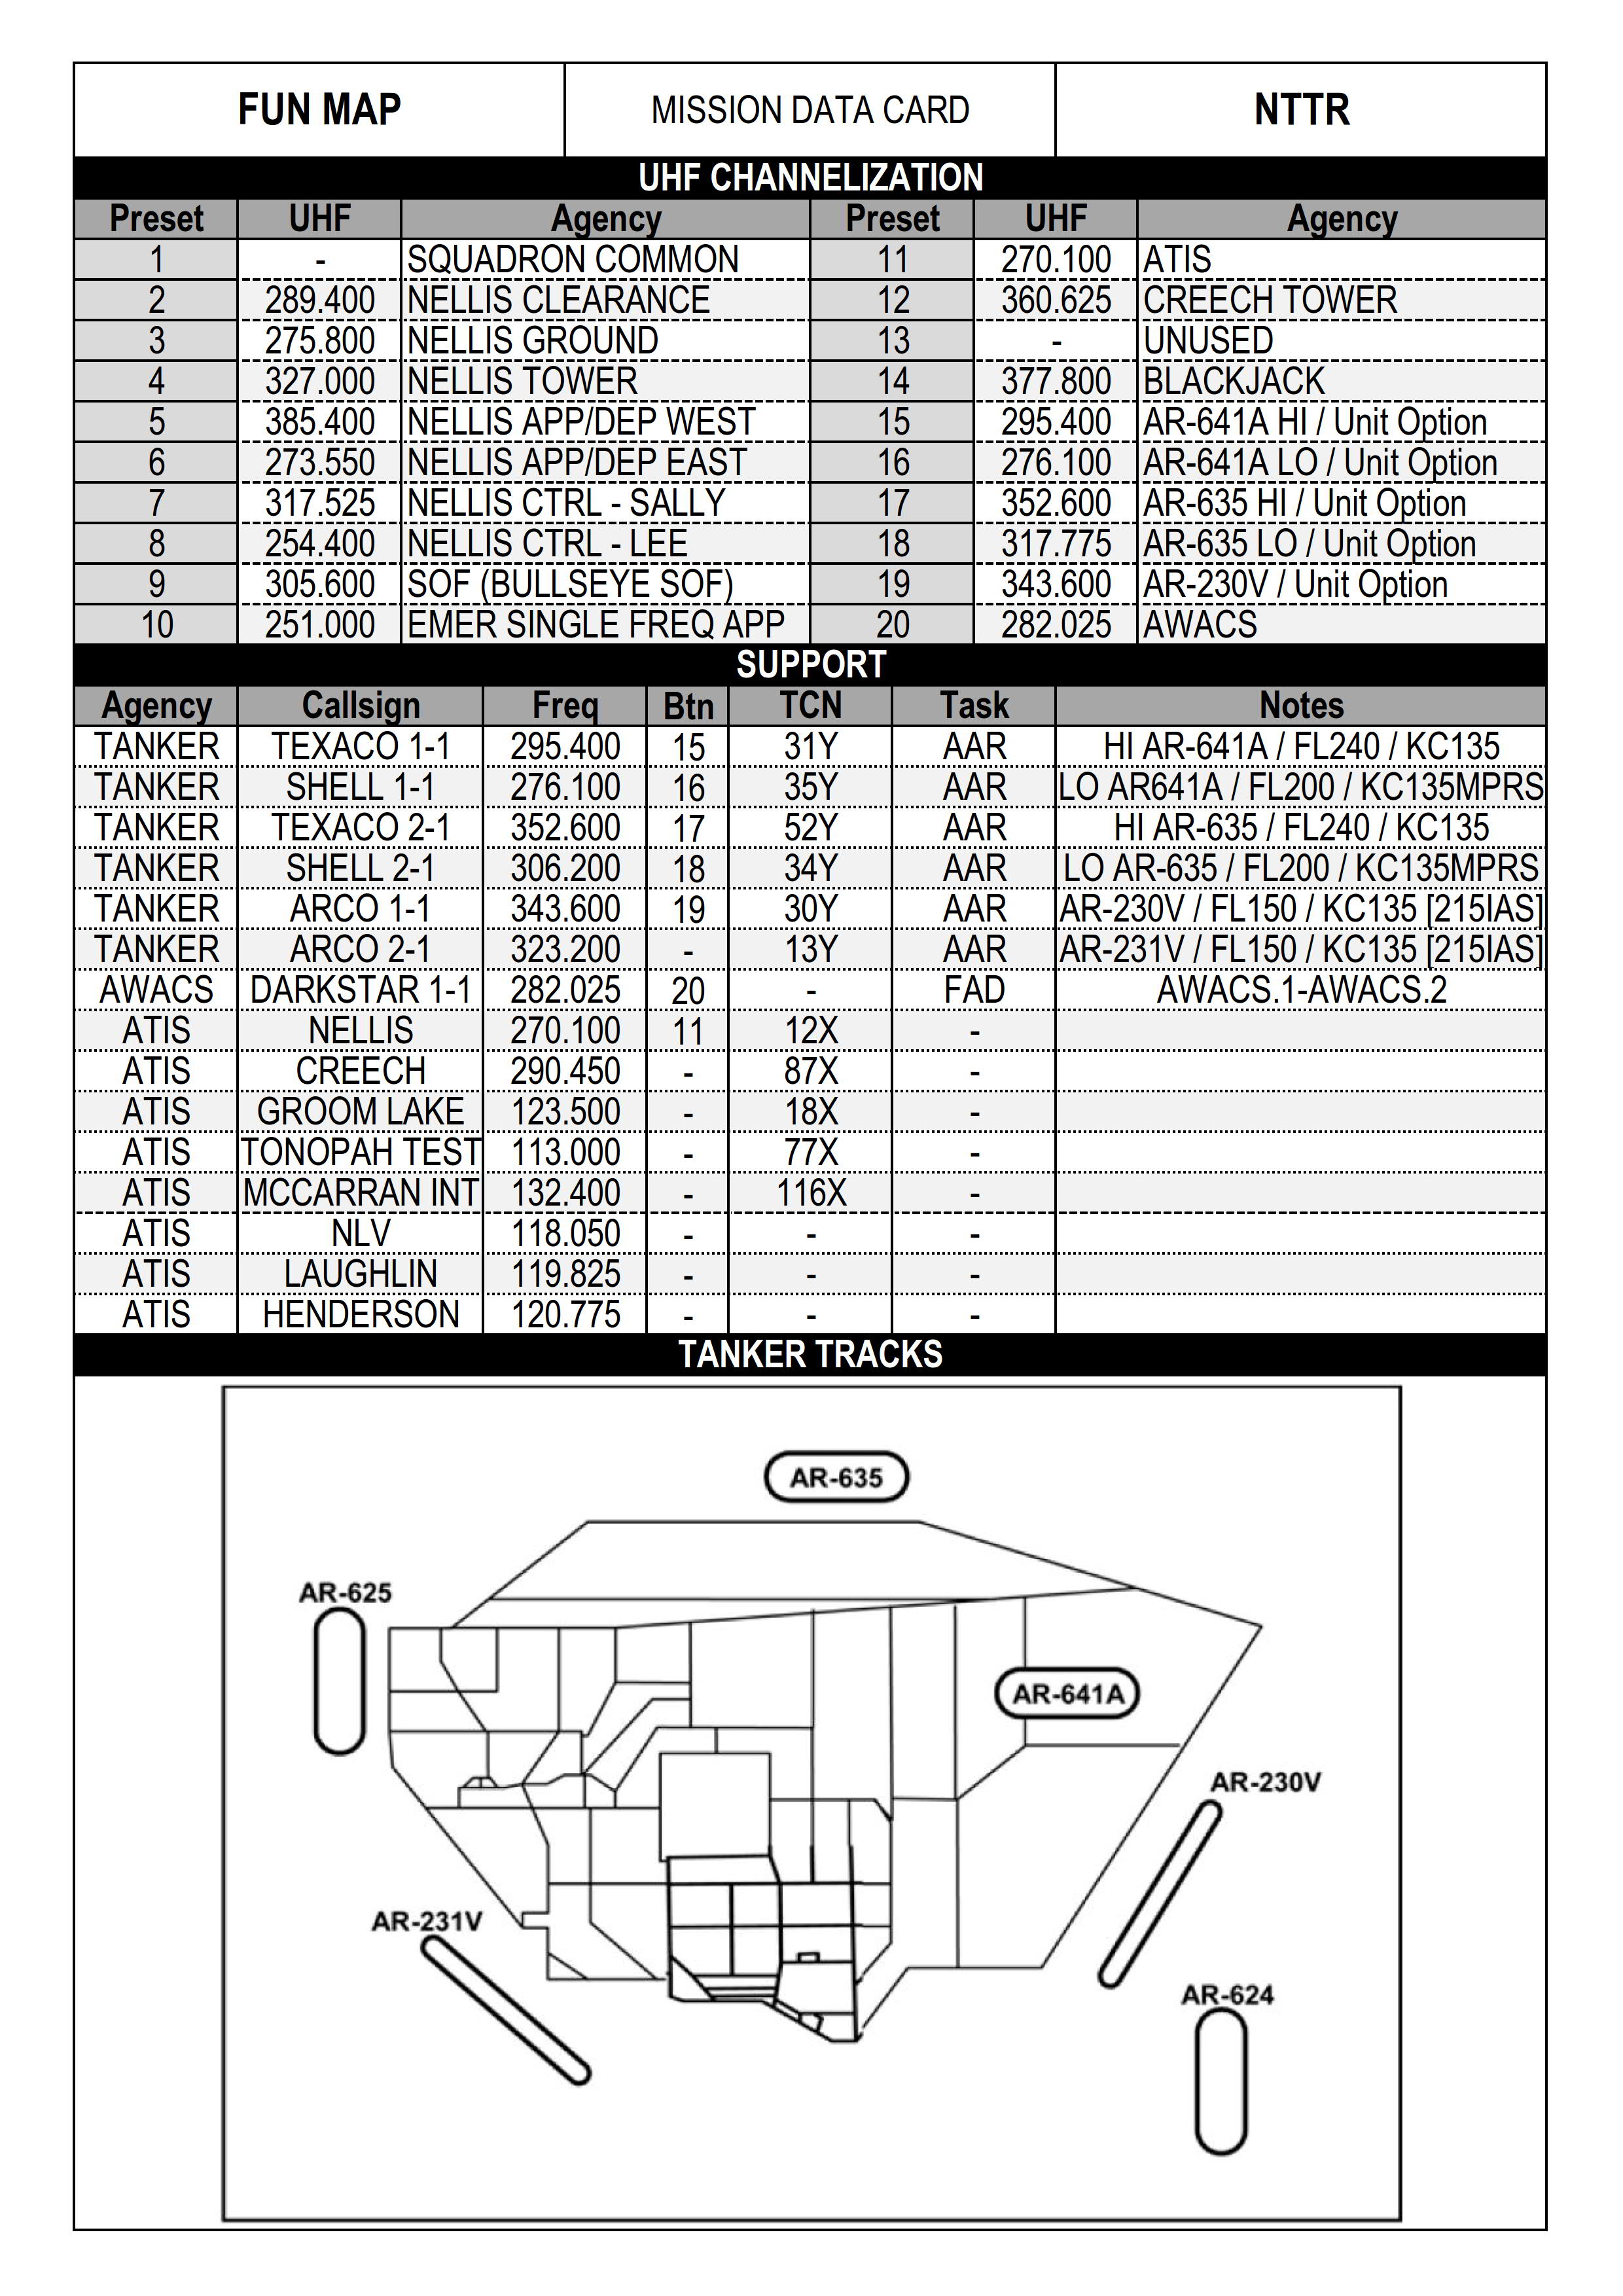 FUN MAP MISSION DATA CARD NTTR
UHF CHANNELIZATION
Preset UHF Agency Preset UHF Agency
1 - SQUADRON COMMON 11 270.100 ATIS
2 289.400 NELLIS CLEARANCE 12 360.625 CREECH TOWER
3 275.800 NELLIS GROUND 13 - UNUSED
4 327.000 NELLIS TOWER 14 377.800 BLACKJACK
5 385.400 NELLIS APP/DEP WEST 15 295.400 AR-641A HI / Unit Option
6 273.550 NELLIS APP/DEP EAST 16 276.100 AR-641A LO / Unit Option
7 317.525 NELLIS CTRL - SALLY 17 352.600 AR-635 HI / Unit Option
8 254.400 NELLIS CTRL - LEE 18 317.775 AR-635 LO / Unit Option
9 305.600 SOF (BULLSEYE SOF) 19 343.600 AR-230V / Unit Option
10 251.000 EMER SINGLE FREQ APP 20 282.025 AWACS
SUPPORT
Agency Callsign Freq Btn TCN Task Notes
TANKER TEXACO 1-1 295.400 15 31Y AAR HI AR-641A / FL240 / KC135
TANKER SHELL 1-1 276.100 16 35Y AAR LO AR641A / FL200 / KC135MPRS
TANKER TEXACO 2-1 352.600 17 52Y AAR HI AR-635 / FL240 / KC135
TANKER SHELL 2-1 306.200 18 34Y AAR LO AR-635 / FL200 / KC135MPRS
TANKER ARCO 1-1 343.600 19 30Y AAR AR-230V / FL150 / KC135 [215IAS]
TANKER ARCO 2-1 323.200 - 13Y AAR AR-231V / FL150 / KC135 [215IAS]
AWACS DARKSTAR 1-1 282.025 20 - FAD AWACS.1-AWACS.2
ATIS NELLIS 270.100 11 12X -
ATIS CREECH 290.450 - 87X -
ATIS GROOM LAKE 123.500 - 18X -
ATIS TONOPAH TEST 113.000 - 77X -
ATIS MCCARRAN INT 132.400 - 116X -
ATIS NLV 118.050 - - -
ATIS LAUGHLIN 119.825 - - -
ATIS HENDERSON 120.775 - - -
TANKER TRACKS
AR-635
AR-625
AR-641A
AR-230V
AR-231V
AR-624